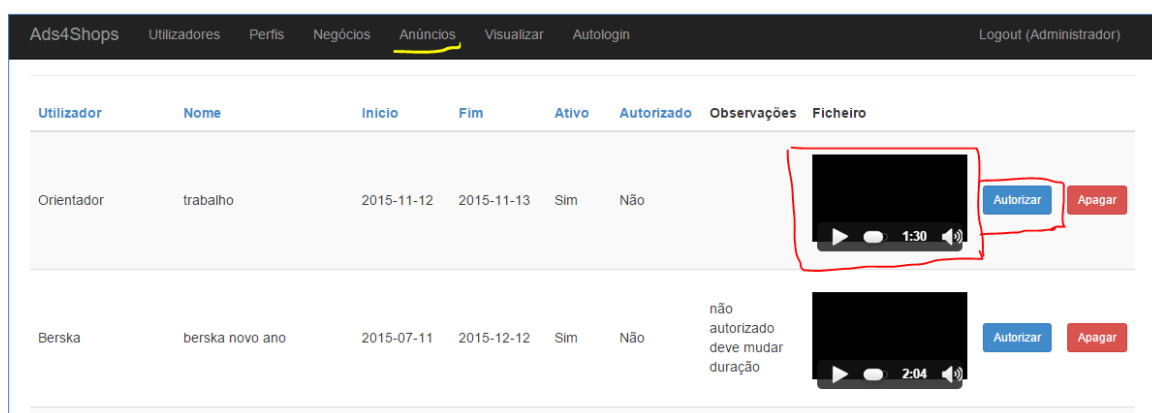 Ads4Shops Utilizadores Perfis Negócios Anúncios Visualizar Autologin Logout (Administrador)
Utilizador Nome Inicio Fim Ativo Autorizado Observações Ficheiro
Orientador trabalho 2015-11-12 2015-11-13 Sim Não 1:30 Autorizar Apagar
Berska berska novo ano 2015-07-11 2015-12-12 Sim Não não autorizado deve mudar duração 2:04 Autorizar Apagar